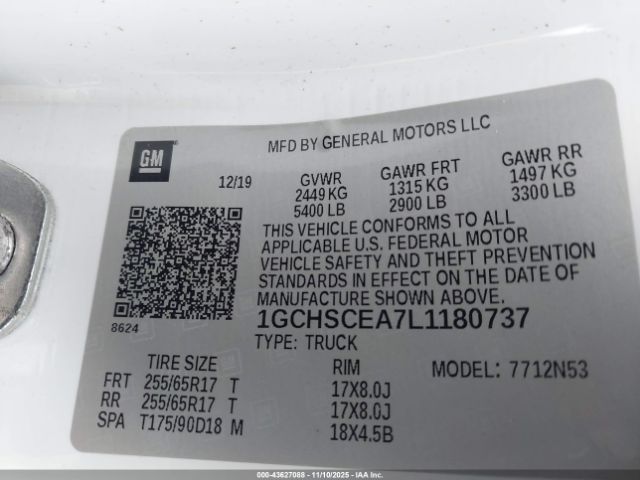 GM
MFD BY GENERAL MOTORS LLC
12/19
GVWR GAWR FRT GAWR RR
2449 KG 1315 KG 1497 KG
5400 LB 2900 LB 3300 LB
THIS VEHICLE CONFORMS TO ALL
APPLICABLE U.S. FEDERAL MOTOR
VEHICLE SAFETY AND THEFT PREVENTION
STANDARDS IN EFFECT ON THE DATE OF
MANUFACTURE SHOWN ABOVE.
8624
1GCHSCEA7L1180737
TYPE: TRUCK
TIRE SIZE RIM MODEL: 7712N53
FRT 255/65R17 T 17X8.0J
RR 255/65R17 T 17X8.0J
SPA T175/90D18 M 18X4.5B
000-43627088 - 11/10/2025 - IAAI.com